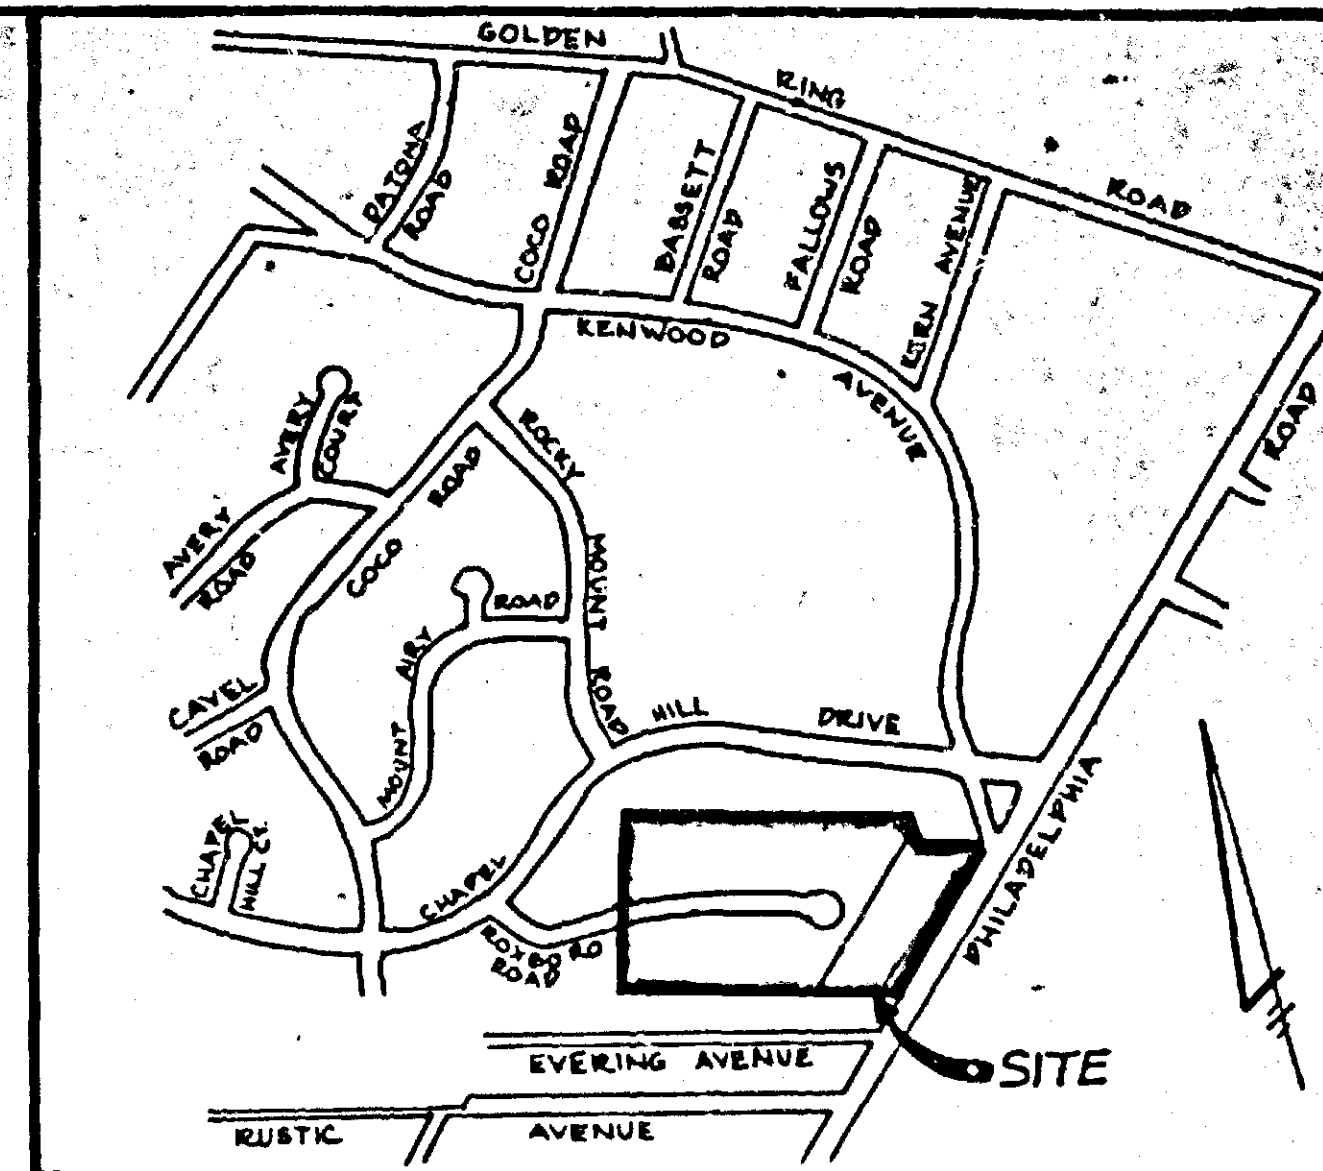 GOLDEN
RING
ROAD
PATOMA
ROAD
COCO ROAD
BASSETT
ROAD
FALLOWS
ROAD
KERN AVENUE
KENWOOD
AVENUE
ROAD
AVERY
COURT
ROCKY
MOUNT
ROAD
COCO
ROAD
AVERY
ROAD
MOUNT
AIRY
ROAD
CAVEL
ROAD
HILL
DRIVE
CHAPEL
HILL CT.
CHAPEL
ROXBORO
ROAD
PHILADELPHIA
SITE
EVERING AVENUE
RUSTIC
AVENUE